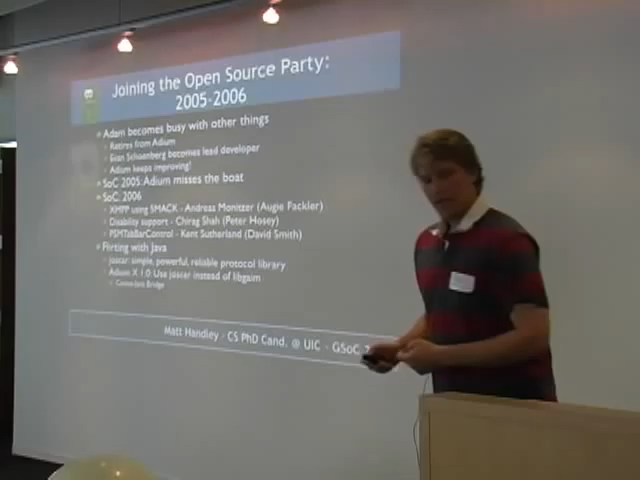 Joining the Open Source Party:
2005-2006
Adam becomes busy with other things
Retires from Adium
Evan Schoenberg becomes lead developer
Adium keeps improving!
SoC 2005: Adium misses the boat
SoC: 2006
XMPP using SMACK - Andreas Monitzer (Augie Fackler)
Disability support - Chirag Shah (Peter Hosey)
PSMTabBarControl - Kent Sutherland (David Smith)
Flirting with Java
joscar: simple, powerful, reliable protocol library
Adium X 1.0: Use joscar instead of libgaim
Cocoa-Java Bridge
Matt Handley - CS PhD Cand. @ UIC - GSoC